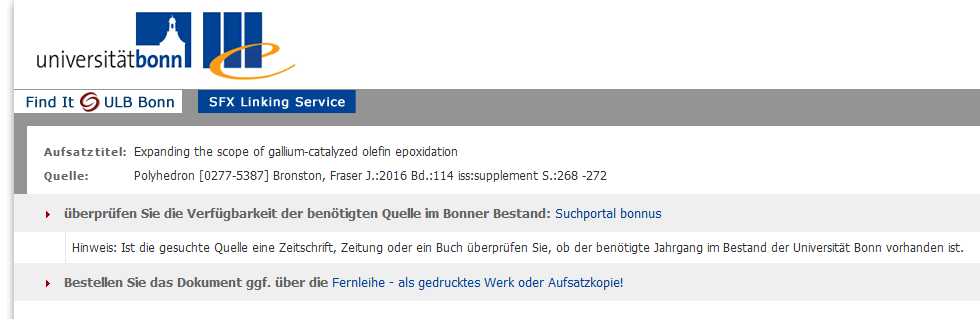 universitätbonn
Find It ULB Bonn SFX Linking Service
Aufsatztitel: Expanding the scope of gallium-catalyzed olefin epoxidation
Quelle: Polyhedron [0277-5387] Bronston, Fraser J.:2016 Bd.:114 iss:supplement S.:268 -272
überprüfen Sie die Verfügbarkeit der benötigten Quelle im Bonner Bestand: Suchportal bonnus
Hinweis: Ist die gesuchte Quelle eine Zeitschrift, Zeitung oder ein Buch überprüfen Sie, ob der benötigte Jahrgang im Bestand der Universität Bonn vorhanden ist.
Bestellen Sie das Dokument ggf. über die Fernleihe - als gedrucktes Werk oder Aufsatzkopie!